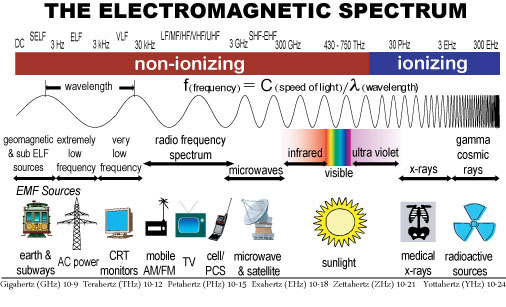 THE ELECTROMAGNETIC SPECTRUM
DC SELF ELF VLF LF/MF/HF/VHF/UHF SHF-EHF
3 Hz 3 kHz 30 kHz 3 GHz 300 GHz 430 - 750 THz 30 PHz 3 EHz 300 EHz
non-ionizing ionizing
wavelength
f(frequency) = C (speed of light)/λ(wavelength)
geomagnetic & sub ELF sources
extremely low frequency
very low frequency
radio frequency spectrum
microwaves
infrared
visible
ultra violet
x-rays
gamma cosmic rays
EMF Sources
earth & subways
AC power
CRT monitors
mobile AM/FM
TV
cell/ PCS
microwave & satellite
sunlight
medical x-rays
radioactive sources
Gigahertz (GHz) 10-9 Terahertz (THz) 10-12 Petahertz (PHz) 10-15 Exahertz (EHz) 10-18 Zettahertz (ZHz) 10-21 Yottahertz (YHz) 10-24